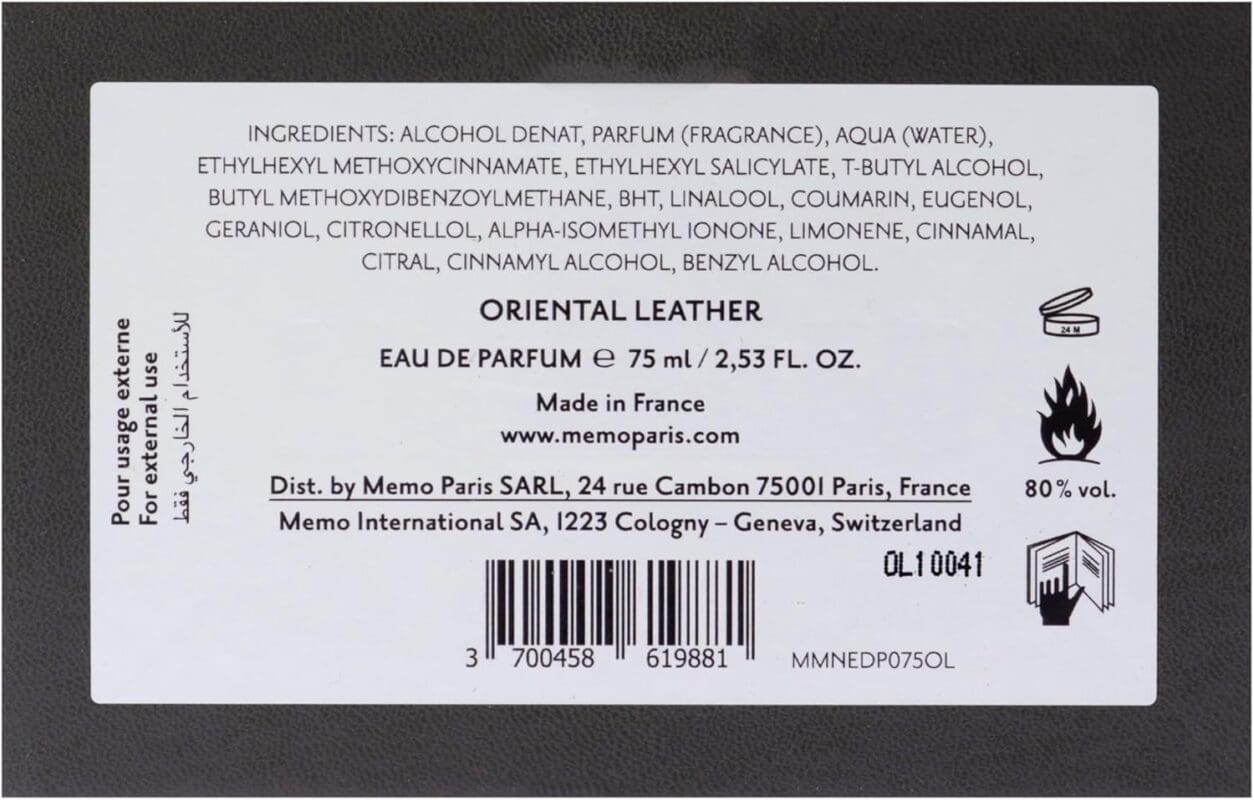 INGREDIENTS: ALCOHOL DENAT, PARFUM (FRAGRANCE), AQUA (WATER),
ETHYLHEXYL METHOXYCINNAMATE, ETHYLHEXYL SALICYLATE, T-BUTYL ALCOHOL,
BUTYL METHOXYDIBENZOYLMETHANE, BHT, LINALOOL, COUMARIN, EUGENOL,
GERANIOL, CITRONELLOL, ALPHA-ISOMETHYL IONONE, LIMONENE, CINNAMAL,
CITRAL, CINNAMYL ALCOHOL, BENZYL ALCOHOL.
ORIENTAL LEATHER
EAU DE PARFUM ℮ 75 ml / 2,53 FL. OZ.
Made in France
www.memoparis.com
Dist. by Memo Paris SARL, 24 rue Cambon 75001 Paris, France
Memo International SA, 1223 Cologny – Geneva, Switzerland
Pour usage externe
For external use
للأستخدام الخارجي فقط
24 M
80 % vol.
OL10041
3 700458 619881
MMNEDP075OL